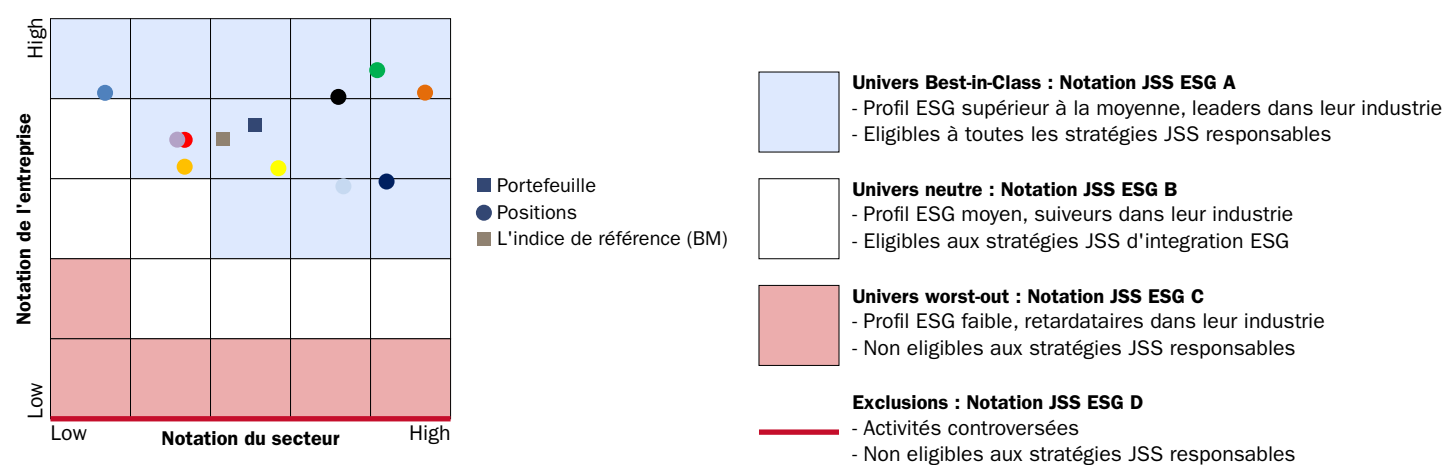 High
Notation de l'entreprise
Low
Low
Notation du secteur
High
Portefeuille
Positions
L'indice de référence (BM)
Univers Best-in-Class : Notation JSS ESG A
- Profil ESG supérieur à la moyenne, leaders dans leur industrie
- Eligibles à toutes les stratégies JSS responsables
Univers neutre : Notation JSS ESG B
- Profil ESG moyen, suiveurs dans leur industrie
- Eligibles aux stratégies JSS d'integration ESG
Univers worst-out : Notation JSS ESG C
- Profil ESG faible, retardataires dans leur industrie
- Non eligibles aux stratégies JSS responsables
Exclusions : Notation JSS ESG D
- Activités controversées
- Non eligibles aux stratégies JSS responsables